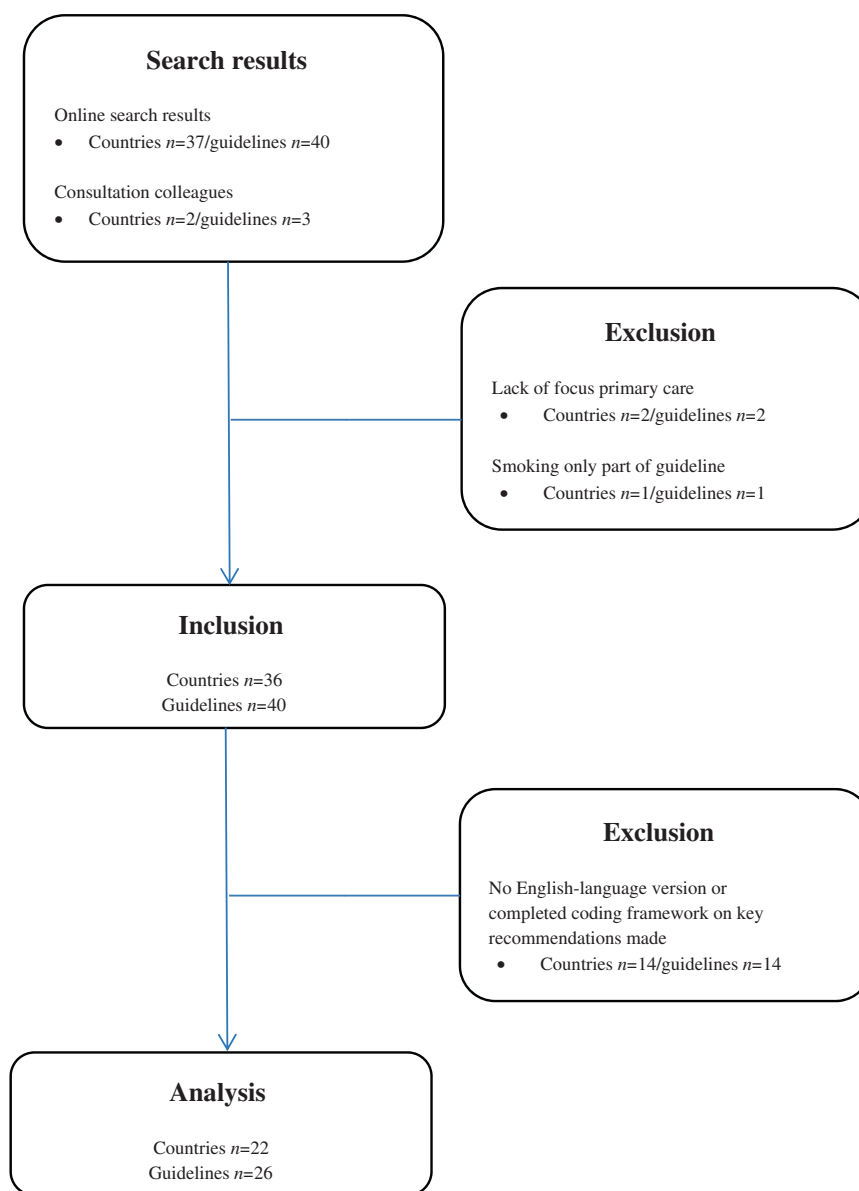 Search results
Online search results
• Countries n=37/guidelines n=40
Consultation colleagues
• Countries n=2/guidelines n=3
Exclusion
Lack of focus primary care
• Countries n=2/guidelines n=2
Smoking only part of guideline
• Countries n=1/guidelines n=1
Inclusion
Countries n=36
Guidelines n=40
Exclusion
No English-language version or
completed coding framework on key
recommendations made
• Countries n=14/guidelines n=14
Analysis
Countries n=22
Guidelines n=26